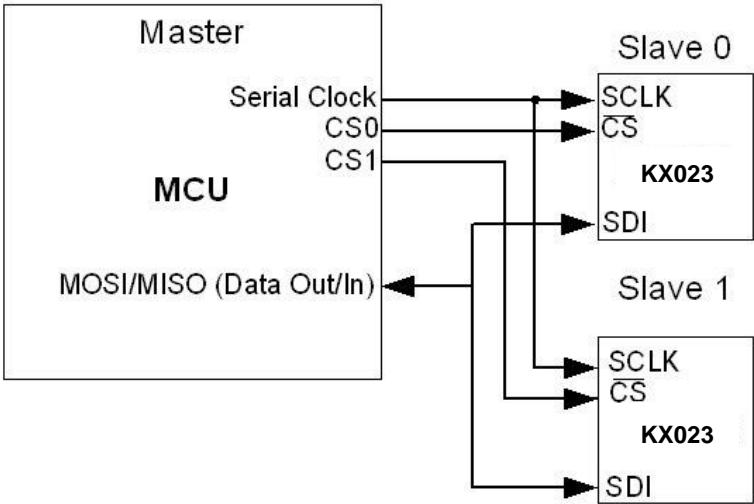 Master
Serial Clock
CS0
CS1
MCU
MOSI/MISO (Data Out/In)
Slave 0
SCLK
CS
KX023
SDI
Slave 1
SCLK
CS
KX023
SDI